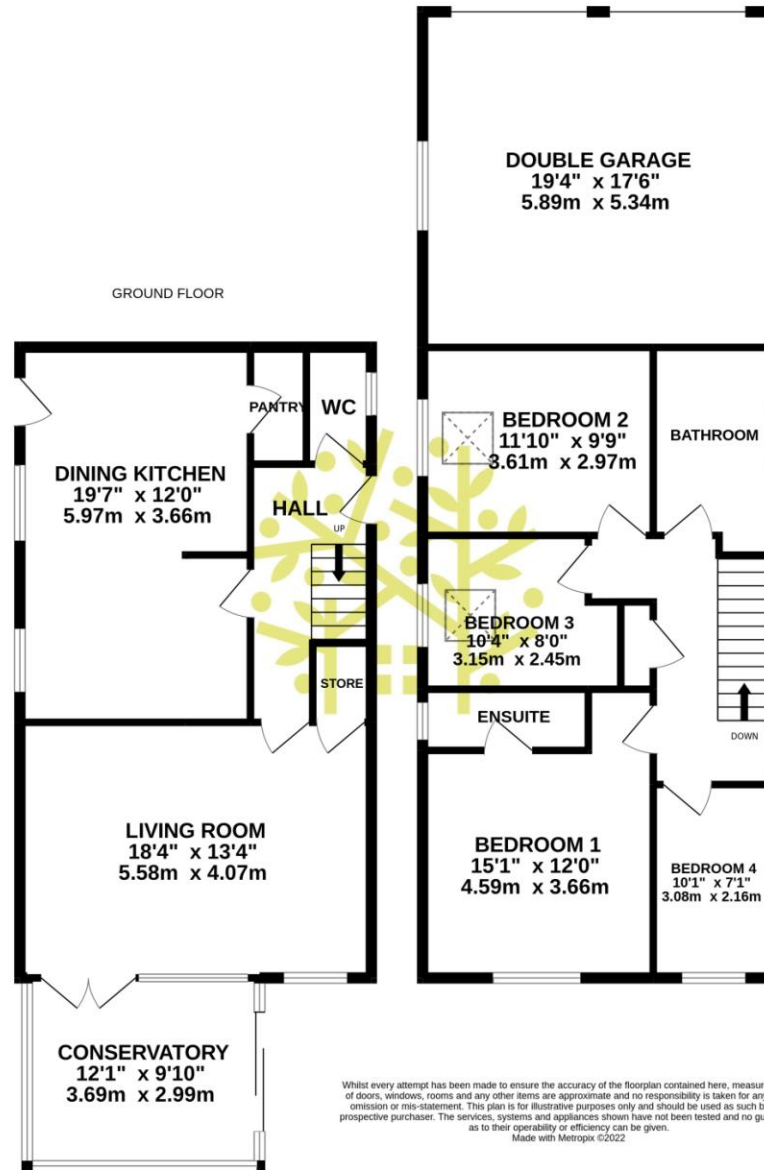 GROUND FLOOR
PANTRY
WC
DINING KITCHEN
19'7" x 12'0"
5.97m x 3.66m
HALL
UP
STORE
LIVING ROOM
18'4" x 13'4"
5.58m x 4.07m
CONSERVATORY
12'1" x 9'10"
3.69m x 2.99m
DOUBLE GARAGE
19'4" x 17'6"
5.89m x 5.34m
BEDROOM 2
11'10" x 9'9"
3.61m x 2.97m
BATHROOM
BEDROOM 3
10'4" x 8'0"
3.15m x 2.45m
ENSUITE
DOWN
BEDROOM 1
15'1" x 12'0"
4.59m x 3.66m
BEDROOM 4
10'1" x 7'1"
3.08m x 2.16m
Whilst every attempt has been made to ensure the accuracy of the floorplan contained here,
of doors, windows, rooms and any other items are approximate and no responsibility is taken for any
omission or mis-statement. This plan is for illustrative purposes only and should be used as such
prospective purchaser. The services, systems and appliances shown have not been tested and no
as to their operability or efficiency can be given.
Made with Metropix ©2022